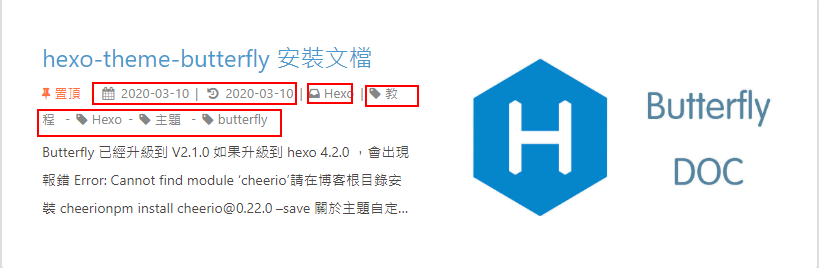 hexo-theme-butterfly 安裝文檔
置頂 2020-03-10 | 2020-03-10 | Hexo | 教
程 - Hexo - 主題 - butterfly
Butterfly 已經升級到 V2.1.0 如果升級到 hexo 4.2.0 ，會出現
報錯 Error: Cannot find module ‘cheerio’請在博客根目錄安
裝 cheerionpm install cheerio@0.22.0 –save 關於主題自定...
H
Butterfly
DOC